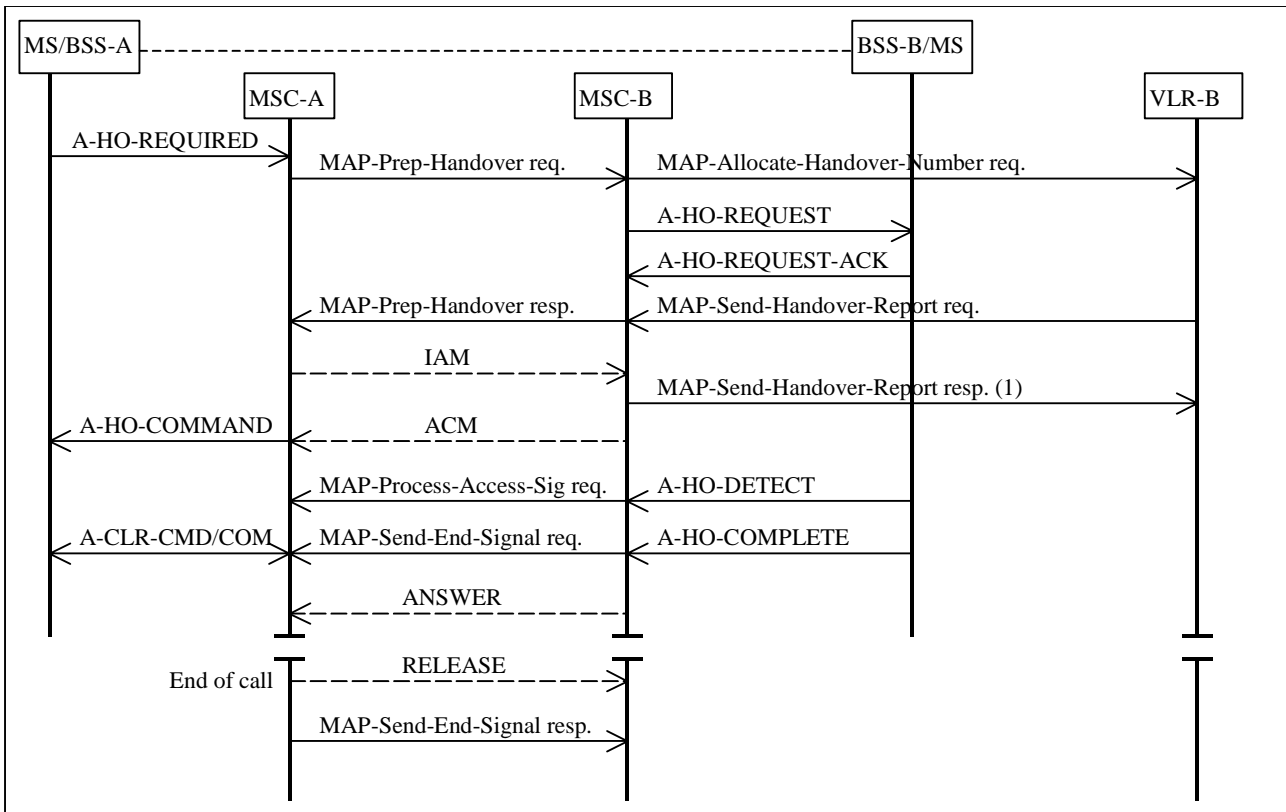 MS/BSS-A
BSS-B/MS
MSC-A
MSC-B
VLR-B
A-HO-REQUIRED
MAP-Prep-Handover req.
MAP-Allocate-Handover-Number req.
A-HO-REQUEST
A-HO-REQUEST-ACK
MAP-Prep-Handover resp.
MAP-Send-Handover-Report req.
IAM
MAP-Send-Handover-Report resp. (1)
A-HO-COMMAND
ACM
MAP-Process-Access-Sig req.
A-HO-DETECT
A-CLR-CMD/COM
MAP-Send-End-Signal req.
A-HO-COMPLETE
ANSWER
RELEASE
End of call
MAP-Send-End-Signal resp.